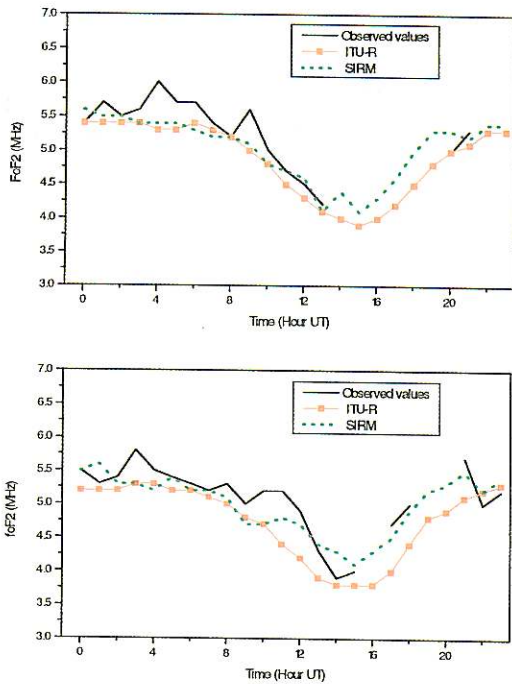 7.0
6.5
6.0
5.5
5.0
4.5
4.0
3.5
3.0
FoF2 (MHz)
Observed values
ITU-R
SIRM
0 4 8 12 16 20
Time (Hour UT)
7.0
6.5
6.0
5.5
5.0
4.5
4.0
3.5
3.0
foF2 (MHz)
Observed values
ITU-R
SIRM
0 4 8 12 16 20
Time (Hour UT)